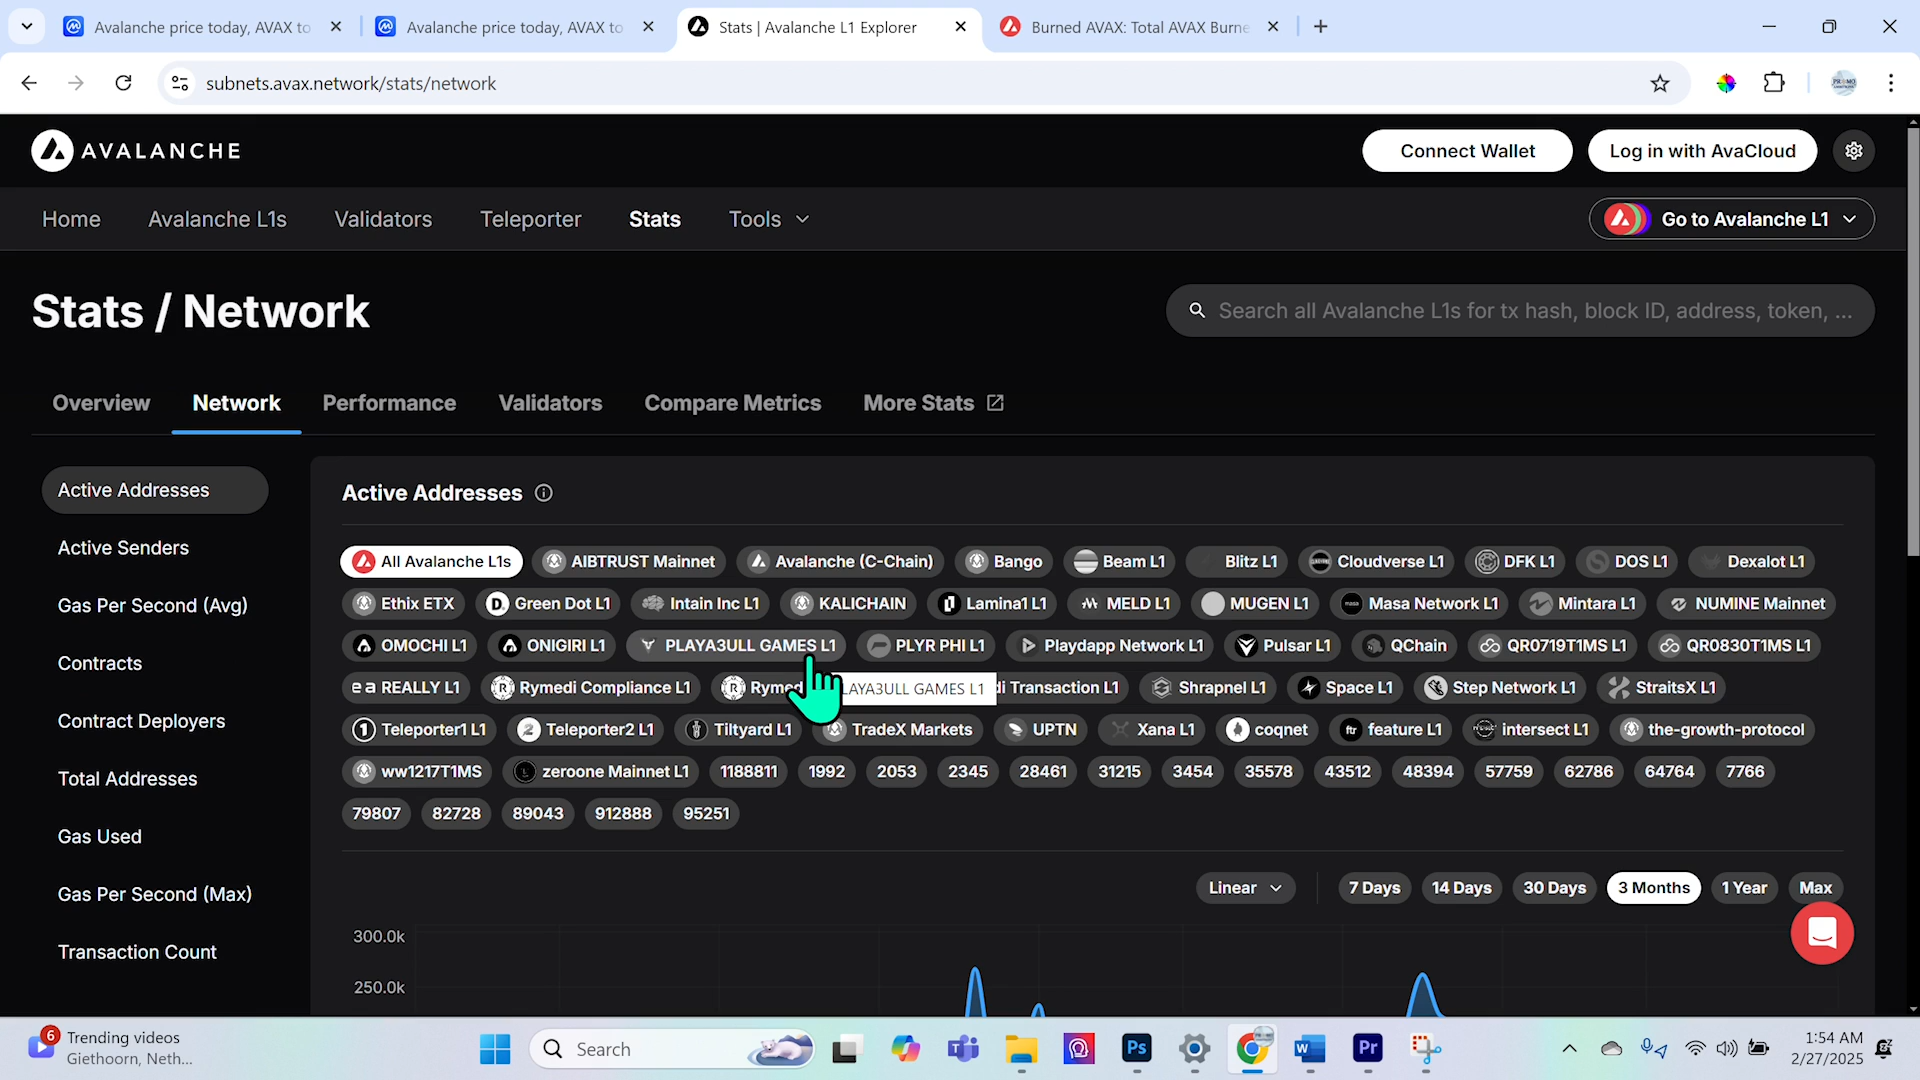 Avalanche price today, AVAX to
Avalanche price today, AVAX to
Stats | Avalanche L1 Explorer
Burned AVAX: Total AVAX Burne
subnets.avax.network/stats/network
AVALANCHE
Connect Wallet
Log in with AvaCloud
Home
Avalanche L1s
Validators
Teleporter
Stats
Tools
Go to Avalanche L1
Stats / Network
Search all Avalanche L1s for tx hash, block ID, address, token, ...
Overview
Network
Performance
Validators
Compare Metrics
More Stats
Active Addresses
Active Senders
Gas Per Second (Avg)
Contracts
Contract Deployers
Total Addresses
Gas Used
Gas Per Second (Max)
Transaction Count
Active Addresses
All Avalanche L1s AIBTRUST Mainnet Avalanche (C-Chain) Bango Beam L1 Blitz L1 Cloudverse L1 DFK L1 DOS L1 Dexalot L1
Ethix ETX Green Dot L1 Intain Inc L1 KALICHAIN Lamina1 L1 MELD L1 MUGEN L1 Masa Network L1 Mintara L1 NUMINE Mainnet
OMOCHI L1 ONIGIRI L1 PLAYA3ULL GAMES L1 PLYR PHI L1 Playdapp Network L1 Pulsar L1 QChain QR0719T1MS L1 QR0830T1MS L1
REALLY L1 Rymedi Compliance L1 Transaction L1 Shrapnel L1 Space L1 Step Network L1 StraitsX L1
LAYA3ULL GAMES L1
Teleporter1 L1 Teleporter2 L1 Tiltyard L1 TradeX Markets UPTN Xana L1 coqnet feature L1 intersect L1 the-growth-protocol
ww1217T1MS zeroone Mainnet L1 1188811 1992 2053 2345 28461 31215 3454 35578 43512 48394 57759 62786 64764 7766
79807 82728 89043 912888 95251
Linear
7 Days
14 Days
30 Days
3 Months
1 Year
Max
300.0k
250.0k
6
Trending videos
Giethoorn, Neth...
Search
Ps
Pr
1:54 AM
2/27/2025